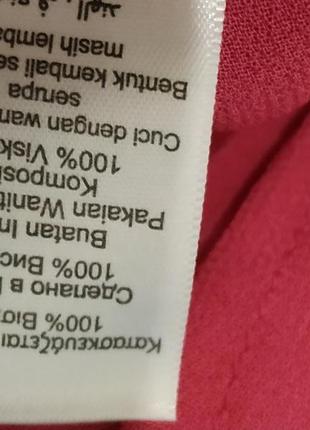 Κατασκευάζεται
100% Βισ
Сделано в
100% Вис
Buatan In
Pakaian Wanit
Komposi
100% Visk
Cuci dengan war
serupa
Bentuk kembali se
masih lemba